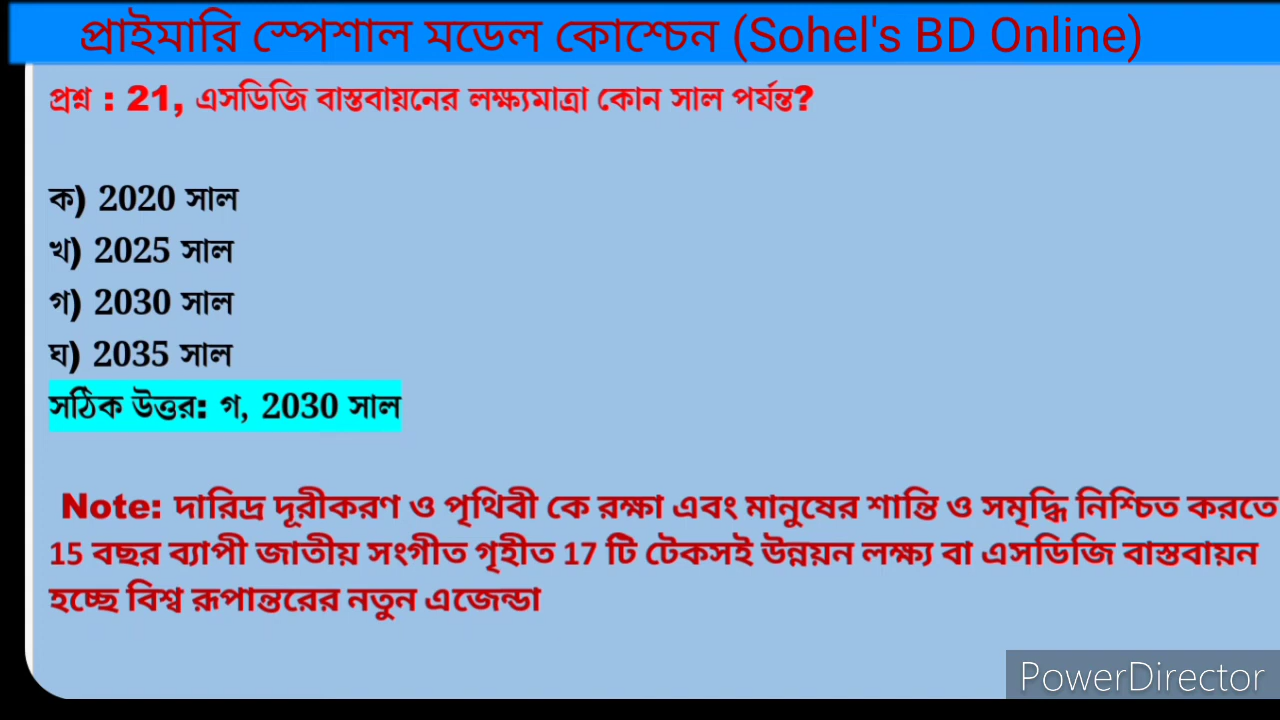 প্রাইমারি স্পেশাল মডেল কোশ্চেন (Sohel's BD Online)
প্রশ্ন : 21, এসডিজি বাস্তবায়নের লক্ষ্যমাত্রা কোন সাল পর্যন্ত?
ক) 2020 সাল
খ) 2025 সাল
গ) 2030 সাল
ঘ) 2035 সাল
সঠিক উত্তর: গ, 2030 সাল
Note: দারিদ্র দূরীকরণ ও পৃথিবী কে রক্ষা এবং মানুষের শান্তি ও সমৃদ্ধি নিশ্চিত করতে
15 বছর ব্যাপী জাতীয় সংগীত গৃহীত 17 টি টেকসই উন্নয়ন লক্ষ্য বা এসডিজি বাস্তবায়ন
হচ্ছে বিশ্ব রূপান্তরের নতুন এজেন্ডা
PowerDirector